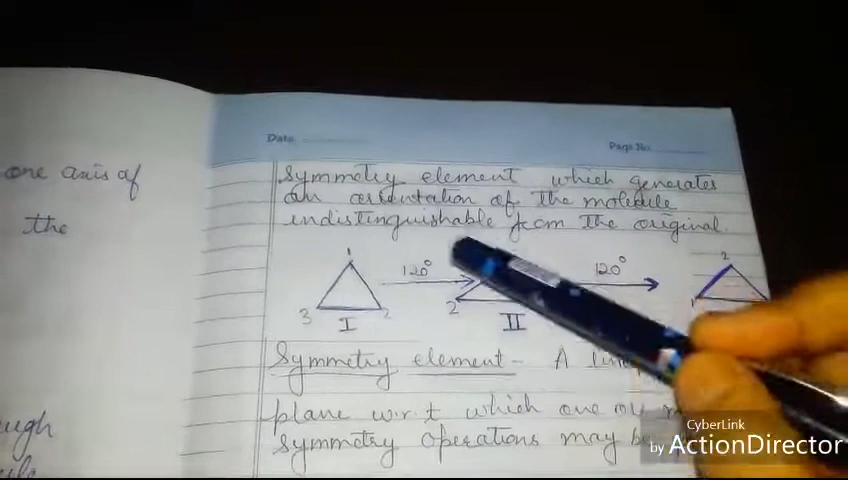 one axis of
the
ugh
Date
Page No.
Symmetry element which generates
an orientation of the molecule
indistinguishable from the original.
1 120° 120° 2
3 2 2 1
I II
Symmetry element - A line
plane w.r.t which one or
symmetry operations may be
CyberLink
by ActionDirector